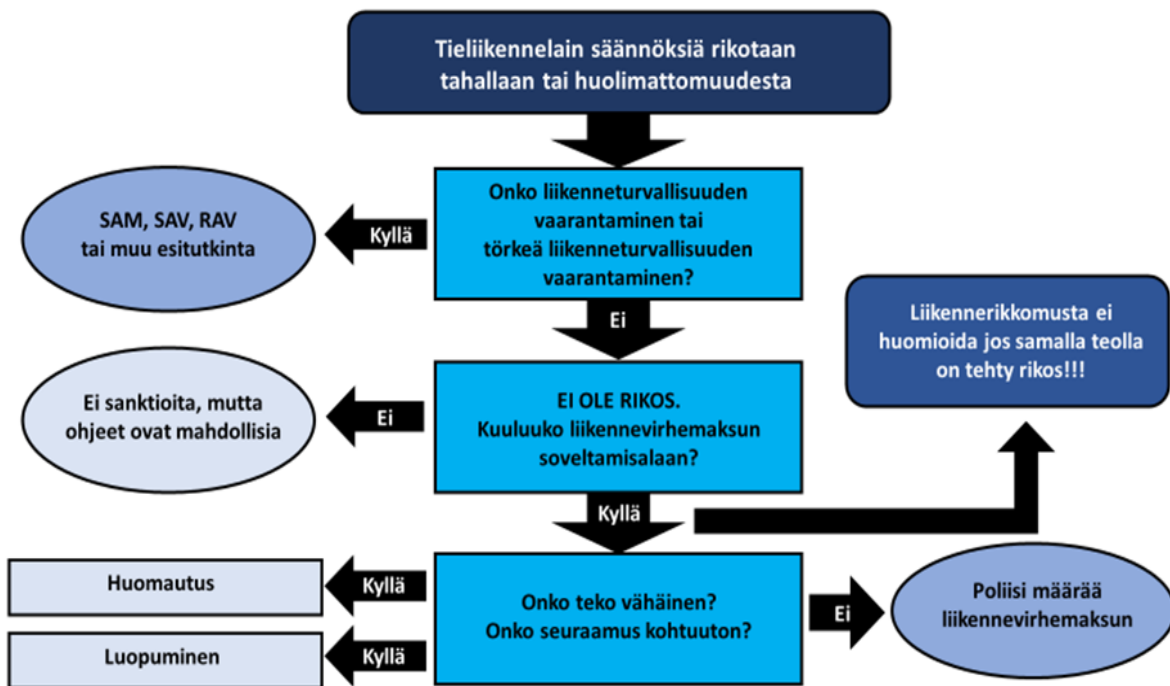 Tieliikennelain säännöksiä rikotaan
tahallaan tai huolimattomuudesta
Onko liikenneturvallisuuden
vaarantaminen tai
törkeä liikenneturvallisuuden
vaarantaminen?
Kyllä
SAM, SAV, RAV
tai muu esitutkinta
Ei
Liikennerikkomusta ei
huomioida jos samalla teolla
on tehty rikos!!!
EI OLE RIKOS.
Kuuluuko liikennevirhemaksun
soveltamisalaan?
Ei
Ei sanktioita, mutta
ohjeet ovat mahdollisia
Kyllä
Onko teko vähäinen?
Onko seuraamus kohtuuton?
Kyllä
Huomautus
Kyllä
Luopuminen
Ei
Poliisi määrää
liikennevirhemaksun